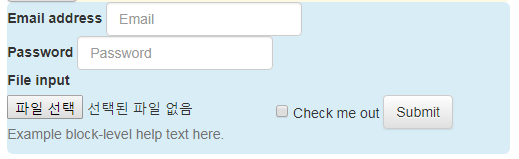 Email address Email
Password Password
File input
파일 선택 선택된 파일 없음 Check me out Submit
Example block-level help text here.